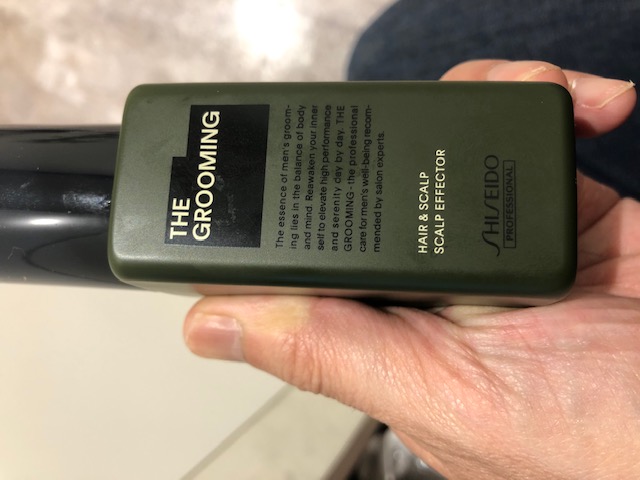 THE
GROOMING
The essence of men's groom-
ing lies in the balance of body
and mind. Reawaken your inner
self to elevate high performance
and serenity day by day. THE
GROOMING - the professional
care for men's well-being recom-
mended by salon experts.
HAIR & SCALP
SCALP EFFECTOR
SHISEIDO
PROFESSIONAL